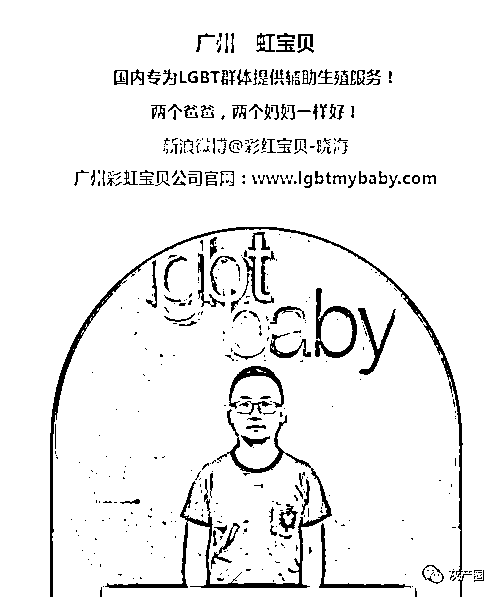 广州 虹宝贝
国内专为LGBT群体提供辅助生殖服务！
两个爸爸，两个妈妈一样好！
新浪微博@彩虹宝贝-晓海
广州彩虹宝贝公司官网：www.lgbtmybaby.com
lgbt
baby
灰产圈